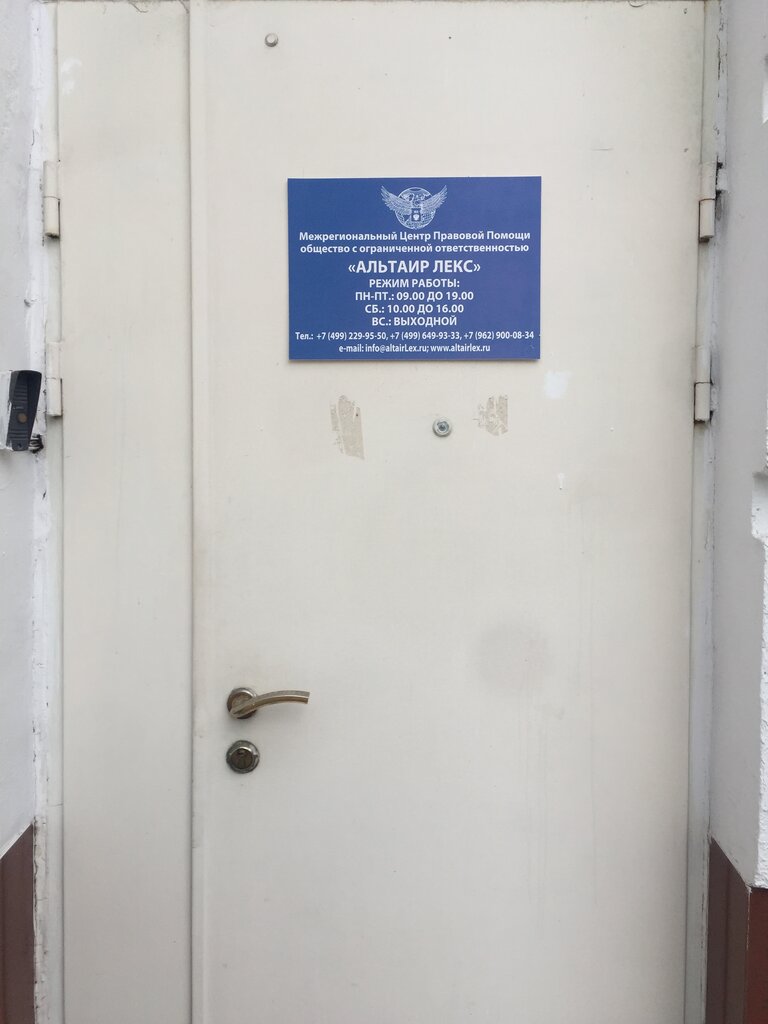 Межрегиональный Центр Правовой Помощи
общество с ограниченной ответственностью
«АЛЬТАИР ЛЕКС»
РЕЖИМ РАБОТЫ:
ПН-ПТ.: 09.00 ДО 19.00
СБ.: 10.00 ДО 16.00
ВС.: ВЫХОДНОЙ
Тел.: +7 (499) 229-95-50, +7 (499) 649-93-33, +7 (962) 900-08-34
e-mail: info@altairLex.ru; www.altairlex.ru